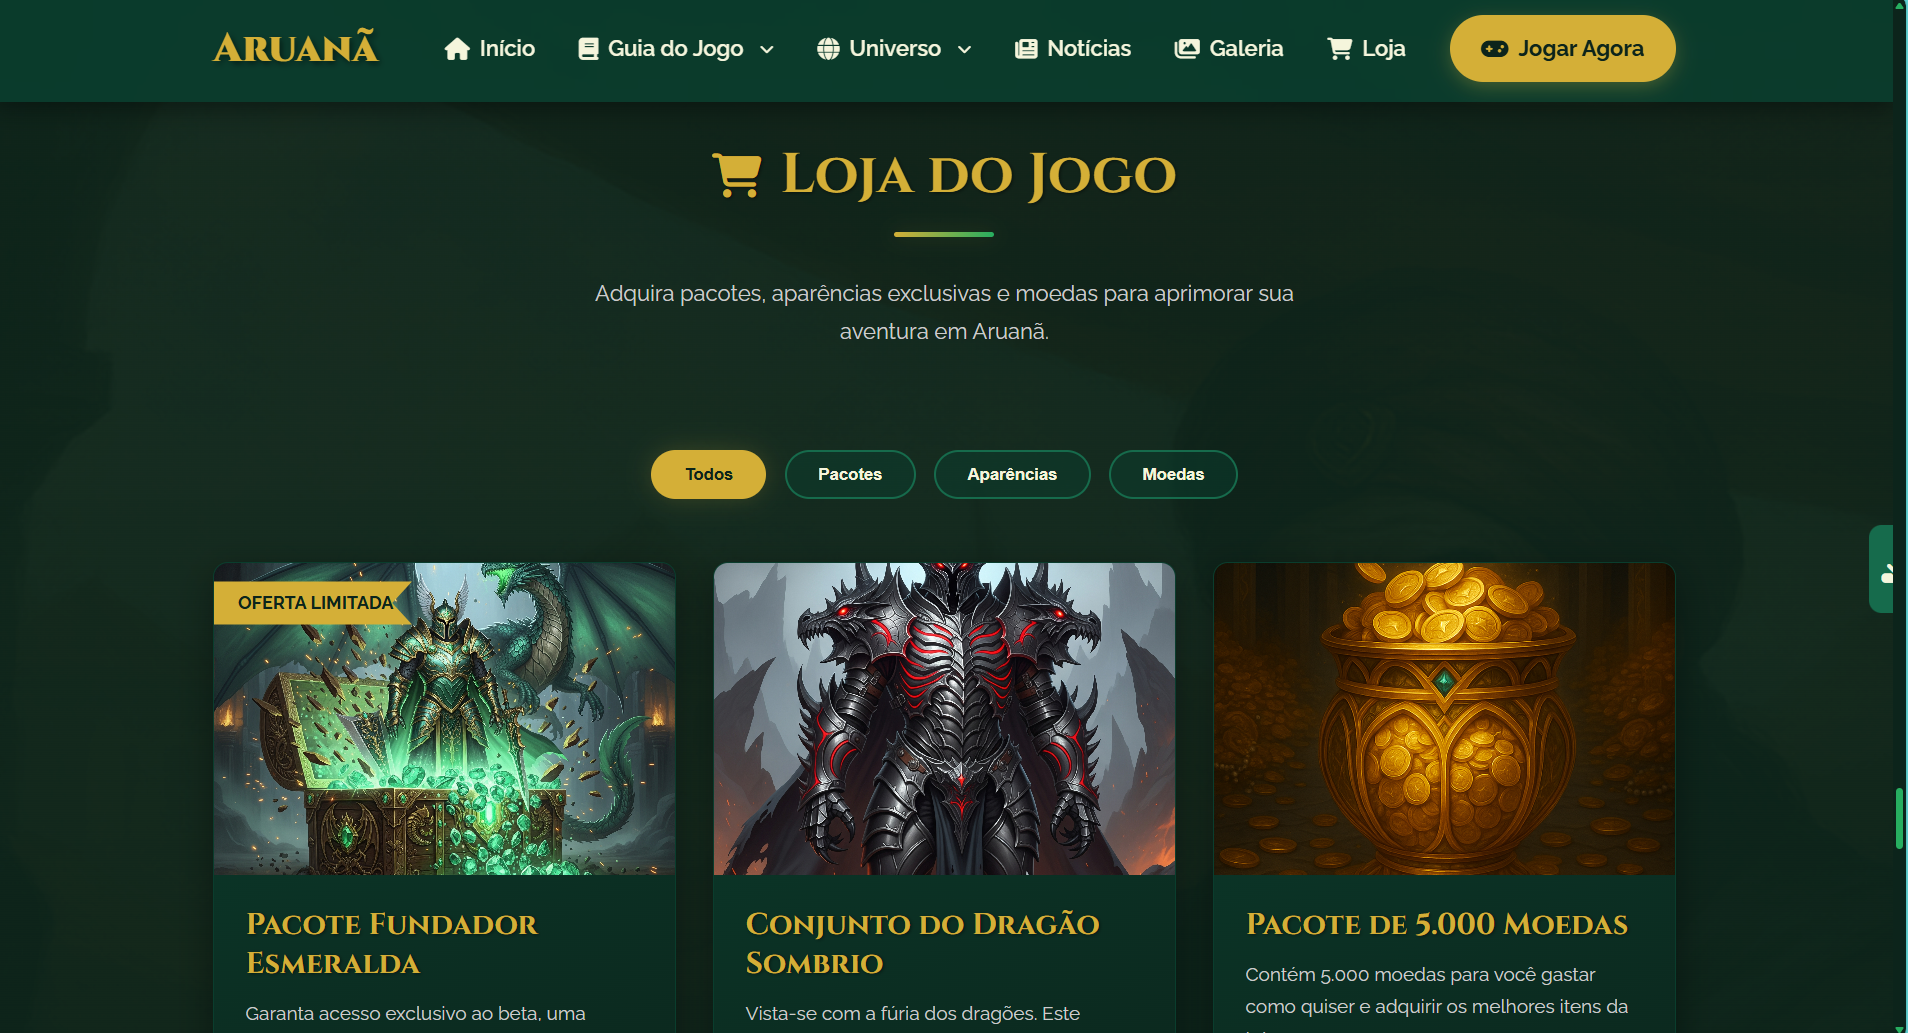 Aruanã
Início
Guia do Jogo
Universo
Notícias
Galeria
Loja
Jogar Agora
Loja do Jogo
Adquira pacotes, aparências exclusivas e moedas para aprimorar sua
aventura em Aruanã.
Todos
Pacotes
Aparências
Moedas
OFERTA LIMITADA
Pacote Fundador
Esmeralda
Garanta acesso exclusivo ao beta, uma
Conjunto do Dragão
Sombrio
Vista-se com a fúria dos dragões. Este
Pacote de 5.000 Moedas
Contém 5.000 moedas para você gastar
como quiser e adquirir os melhores itens da